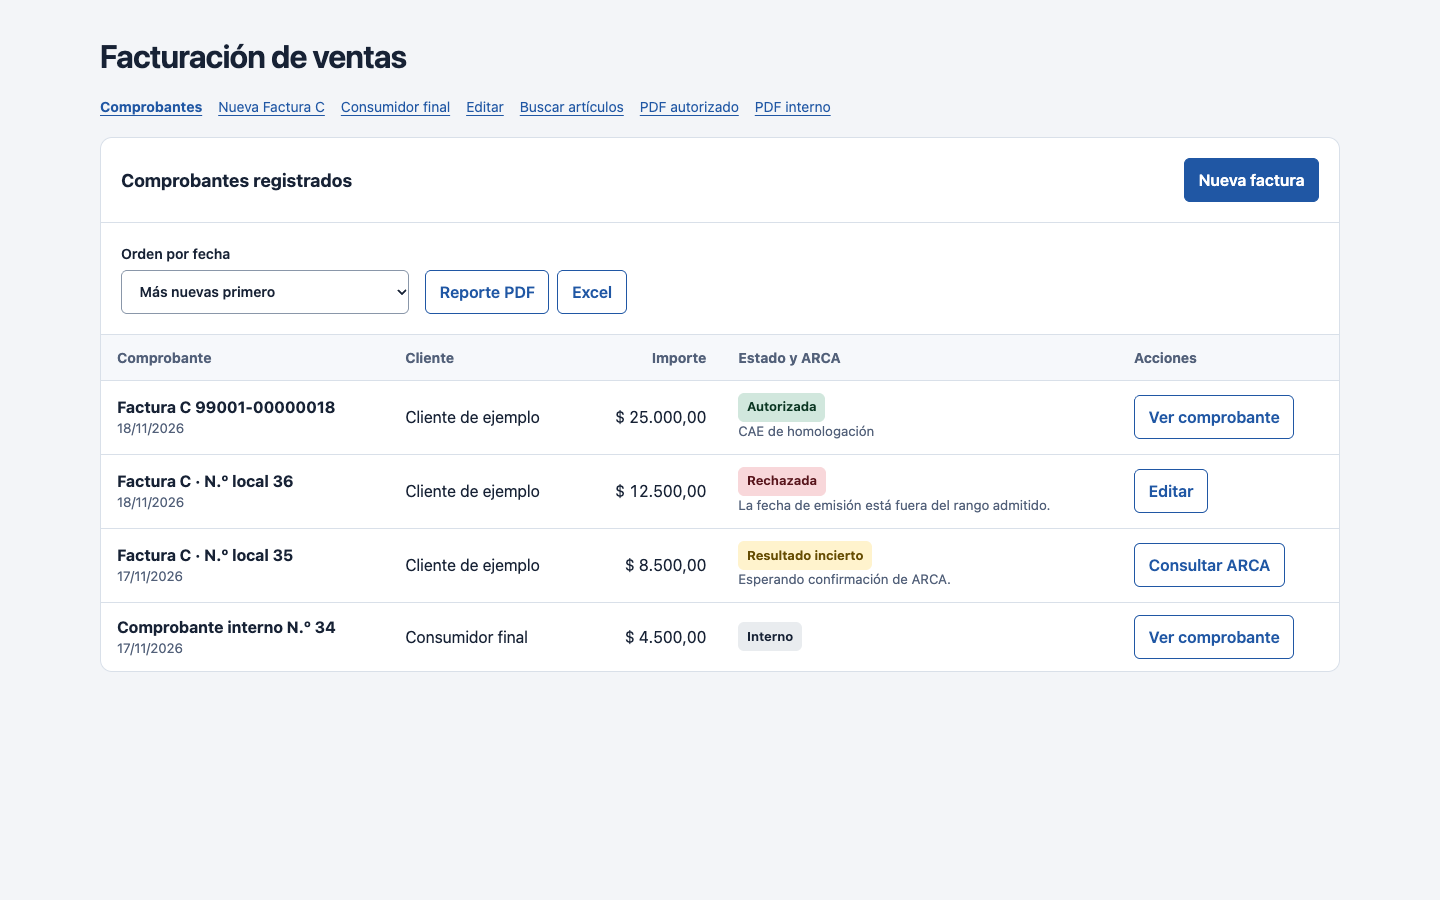 Facturación de ventas
Comprobantes Nueva Factura C Consumidor final Editar Buscar artículos PDF autorizado PDF interno
Comprobantes registrados
Nueva factura
Orden por fecha
Más nuevas primero
Reporte PDF
Excel
Comprobante Cliente Importe Estado y ARCA Acciones
Factura C 99001-00000018
18/11/2026
Cliente de ejemplo
$ 25.000,00
Autorizada
CAE de homologación
Ver comprobante
Factura C · N.º local 36
18/11/2026
Cliente de ejemplo
$ 12.500,00
Rechazada
La fecha de emisión está fuera del rango admitido.
Editar
Factura C · N.º local 35
17/11/2026
Cliente de ejemplo
$ 8.500,00
Resultado incierto
Esperando confirmación de ARCA.
Consultar ARCA
Comprobante interno N.º 34
17/11/2026
Consumidor final
$ 4.500,00
Interno
Ver comprobante